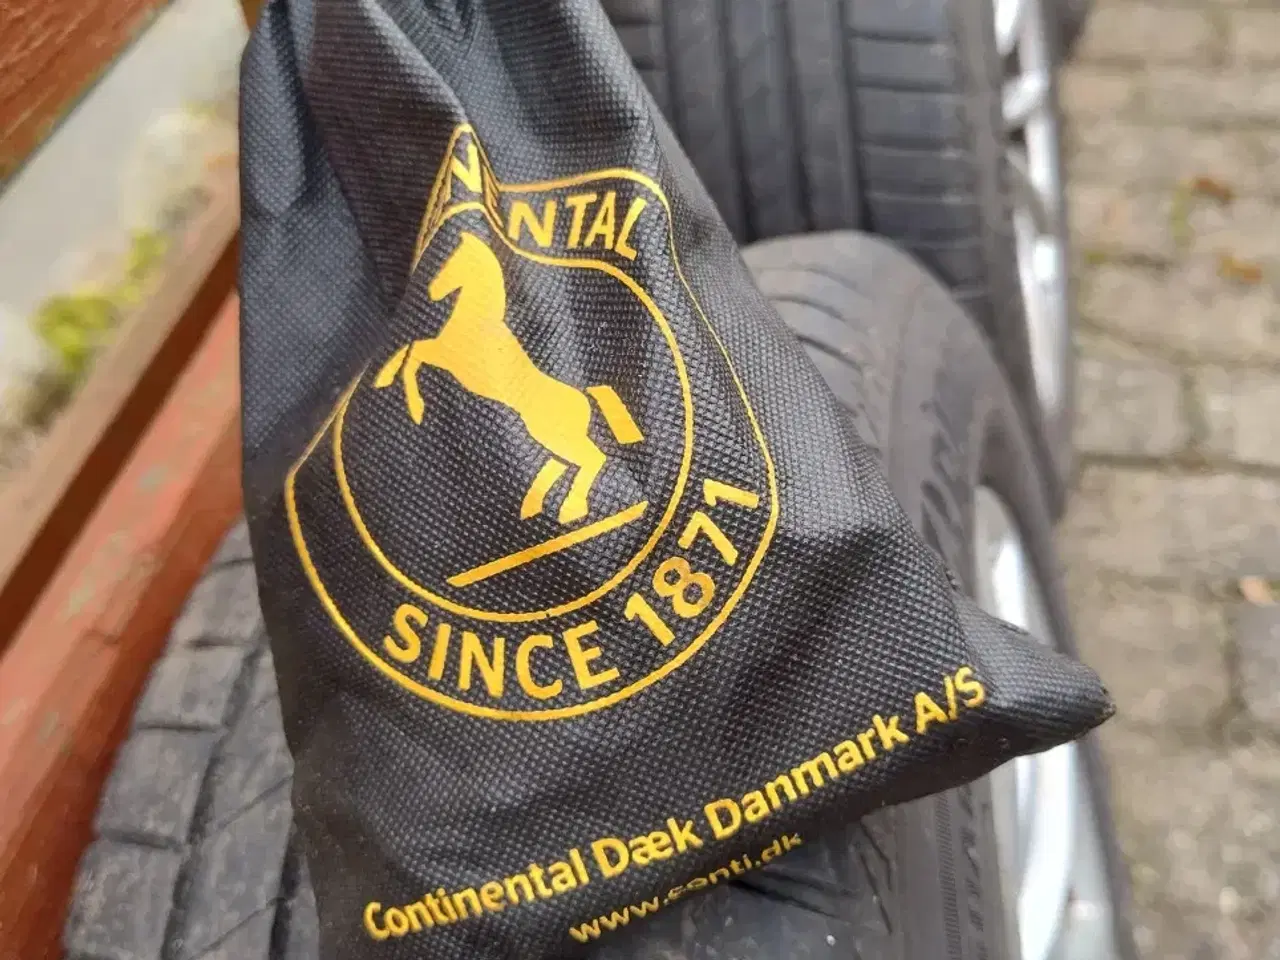 NTAL
SINCE 1871
Continental Dæk Danmark A/S
www.conti.dk